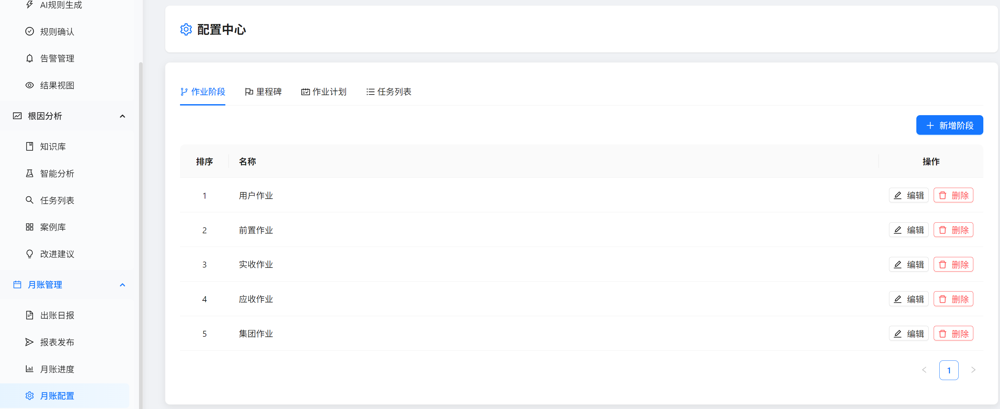 AI规则生成
规则确认
告警管理
结果视图
根因分析
知识库
智能分析
任务列表
案例库
改进建议
月账管理
出账日报
报表发布
月账进度
月账配置
配置中心
作业阶段 里程碑 作业计划 任务列表
新增阶段
排序 名称 操作
1 用户作业 编辑 删除
2 前置作业 编辑 删除
3 实收作业 编辑 删除
4 应收作业 编辑 删除
5 集团作业 编辑 删除
1